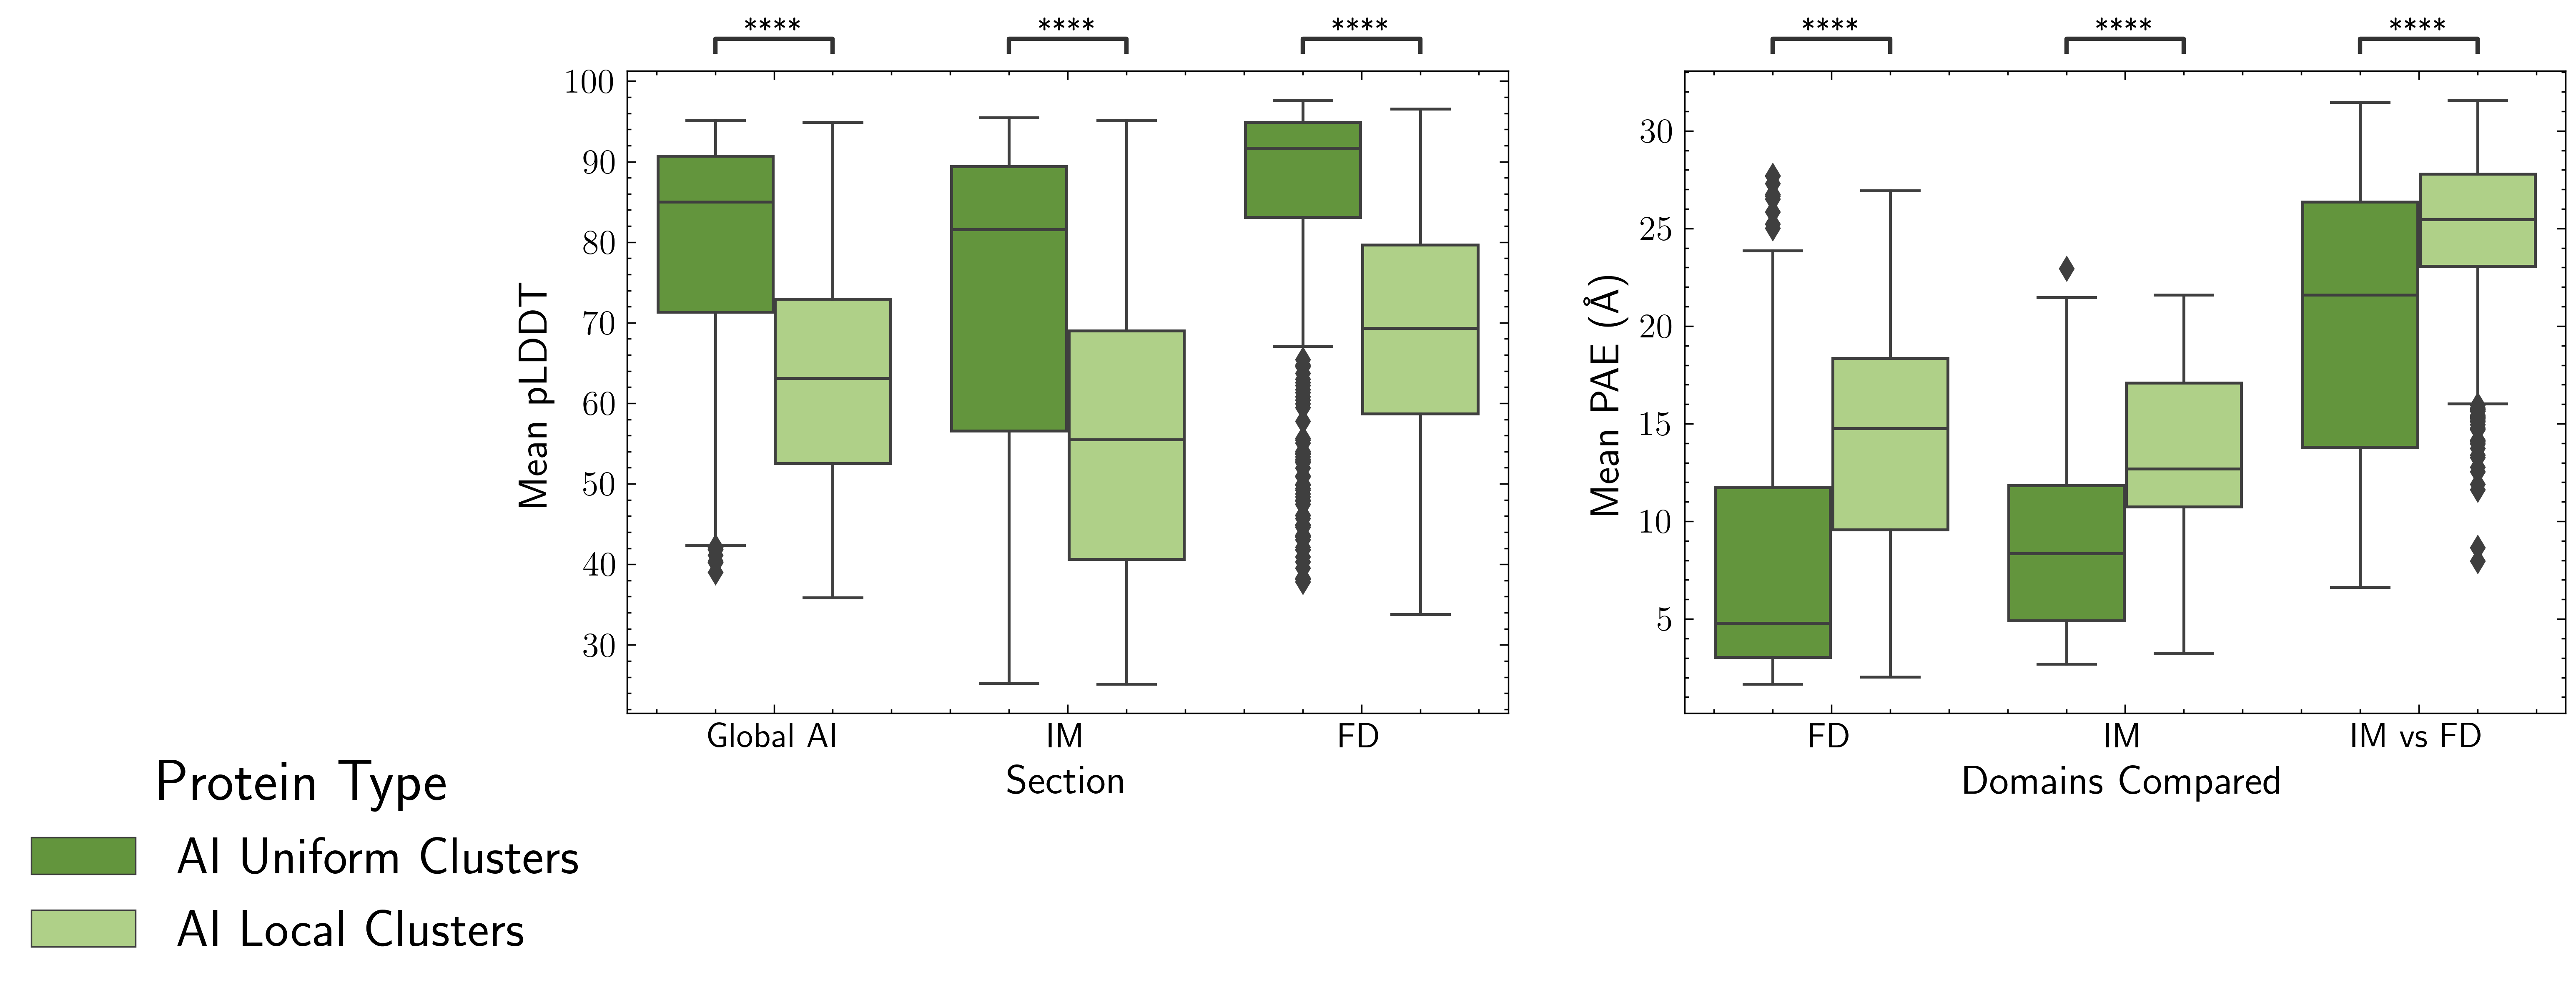 **** **** ****
100
90
80
70
60
50
40
30
Mean pLDDT
Global AI IM FD
Section
**** **** ****
30
25
20
15
10
5
Mean PAE (Å)
FD IM IM vs FD
Domains Compared
Protein Type
AI Uniform Clusters
AI Local Clusters